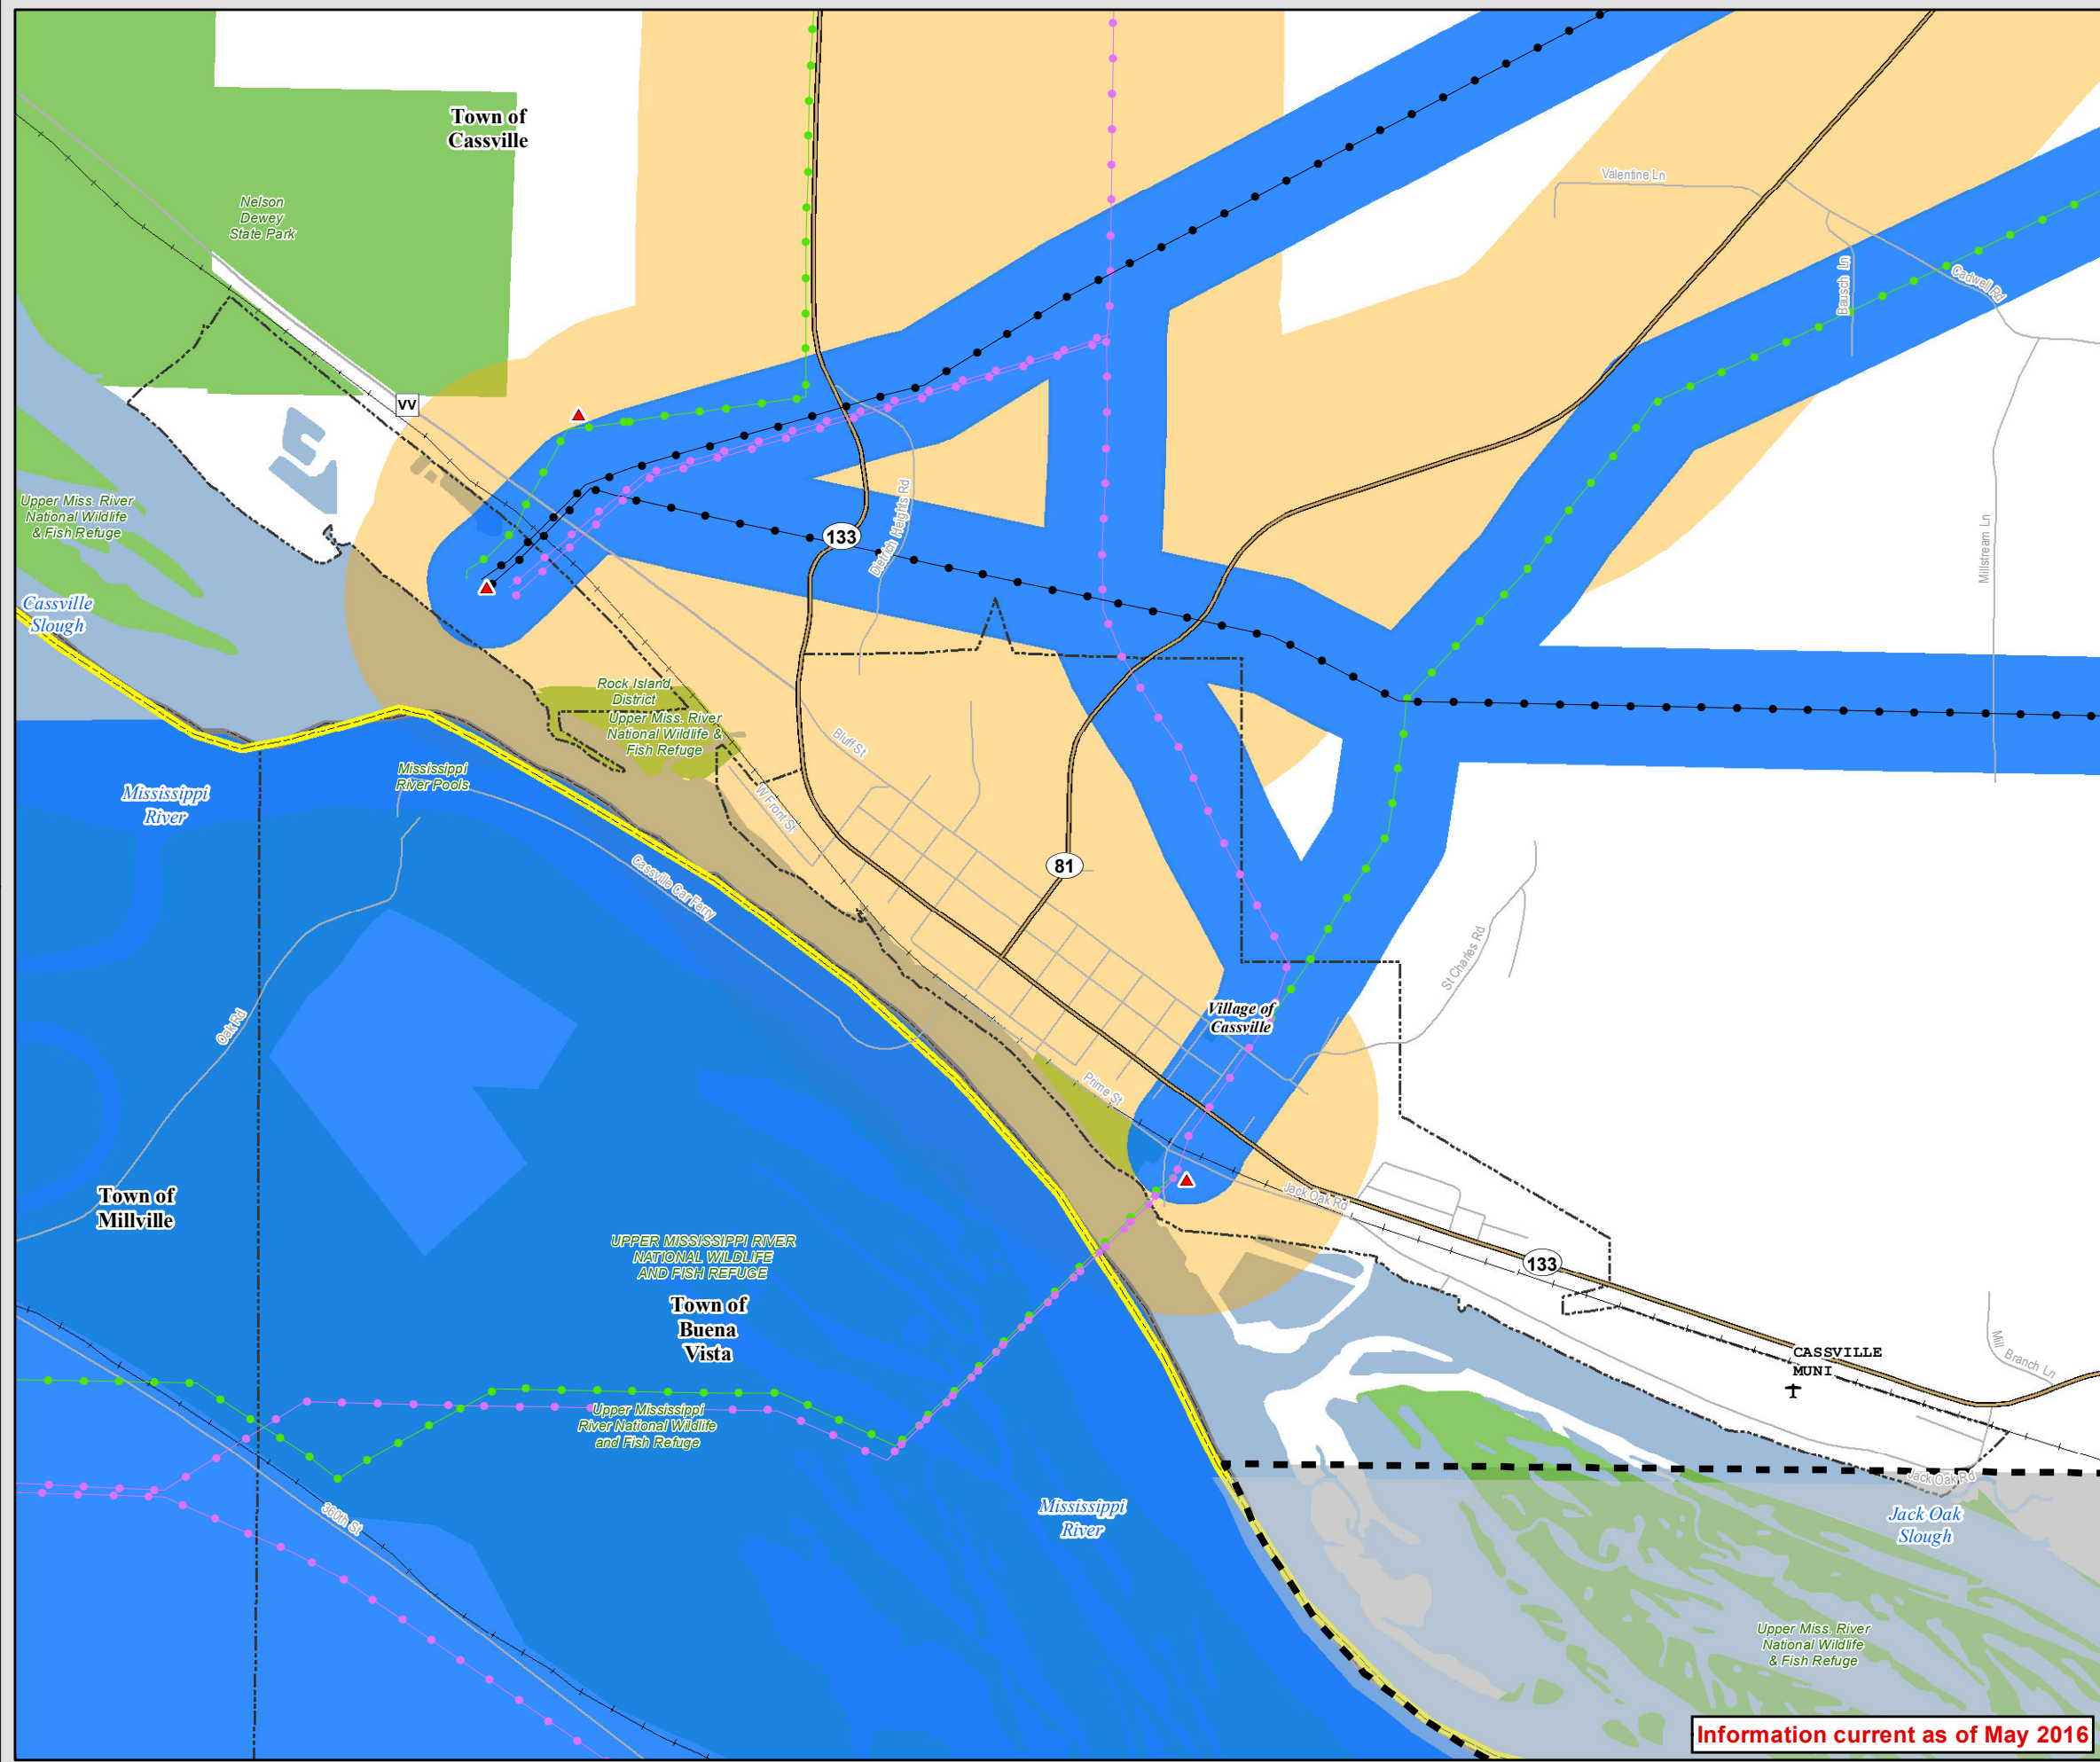 Town of
Cassville
Nelson
Dewey
State Park
Valentine Ln
Bausch Ln
Cadwell Rd
VV
Upper Miss. River
National Wildlife
& Fish Refuge
Cassville
Slough
133
Dietrich Heights Rd
Millstream Ln
Rock Island
District
Upper Miss. River
National Wildlife &
Fish Refuge
Bluff St
Mississippi
River Pools
Mississippi
River
W Front St
Cassville Car Ferry
81
St Charles Rd
Oak Rd
Village of
Cassville
Prime St
Jack Oak Rd
Town of
Millville
UPPER MISSISSIPPI RIVER
NATIONAL WILDLIFE
AND FISH REFUGE
133
Town of
Buena
Vista
CASSVILLE
MUNI
Mill Branch Ln
Upper Mississippi
River National Wildlife
and Fish Refuge
Jack Oak Rd
360th St
Mississippi
River
Jack Oak
Slough
Upper Miss. River
National Wildlife
& Fish Refuge
Information current as of May 2016